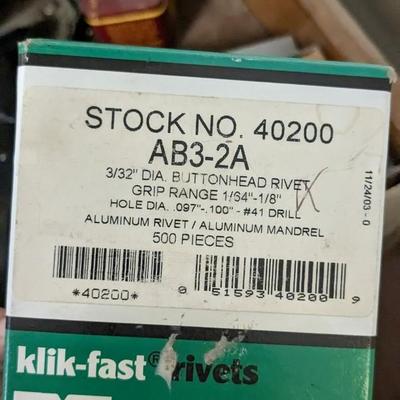 STOCK NO. 40200
AB3-2A
3/32" DIA. BUTTONHEAD RIVET
GRIP RANGE 1/64"-1/8"
HOLE DIA. .097"-.100" - #41 DRILL
ALUMINUM RIVET / ALUMINUM MANDREL
500 PIECES
11/24/03 - 0
*40200*
0 51593 40200 9
klik-fast® rivets